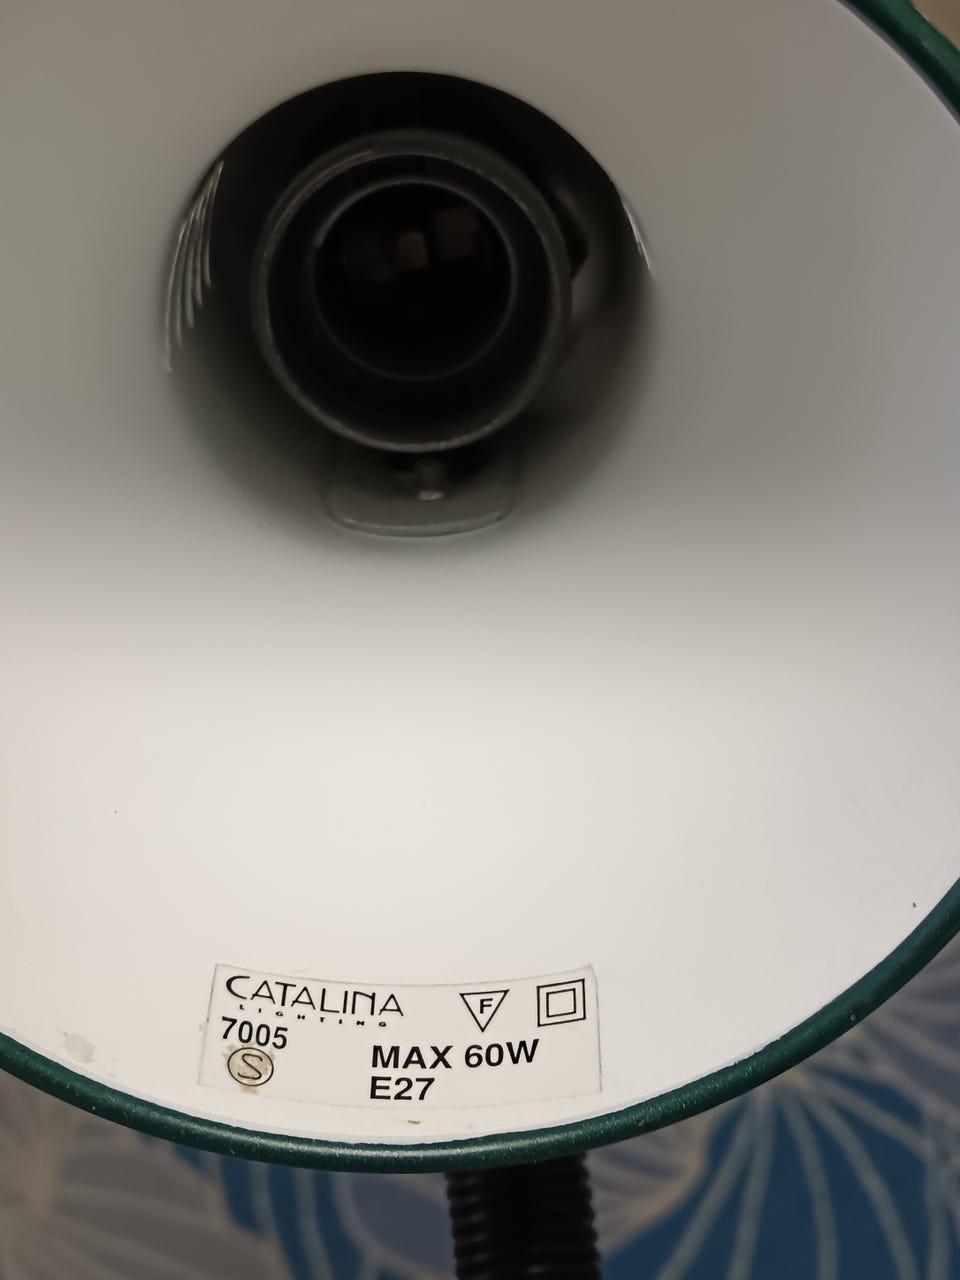 CATALINA
LIGHTING
7005
S
F
MAX 60W
E27